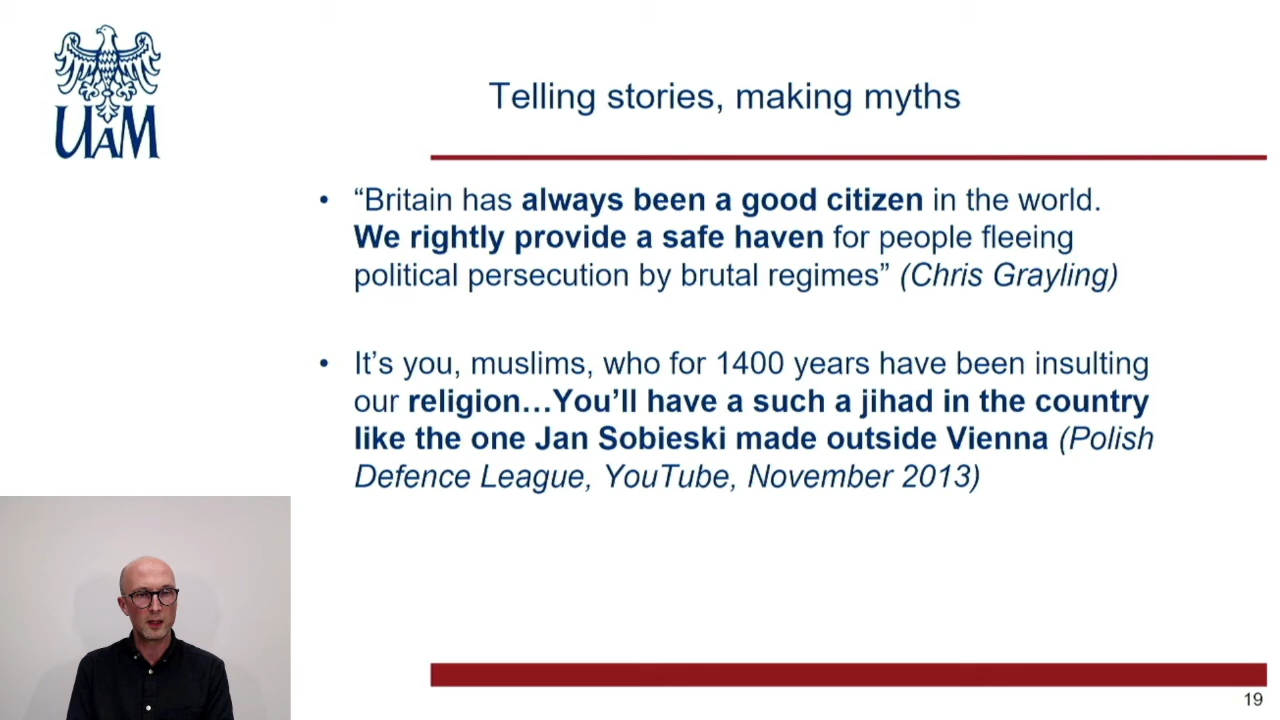 UAM
Telling stories, making myths
• “Britain has always been a good citizen in the world.
We rightly provide a safe haven for people fleeing
political persecution by brutal regimes” (Chris Grayling)
• It’s you, muslims, who for 1400 years have been insulting
our religion…You’ll have a such a jihad in the country
like the one Jan Sobieski made outside Vienna (Polish
Defence League, YouTube, November 2013)
19